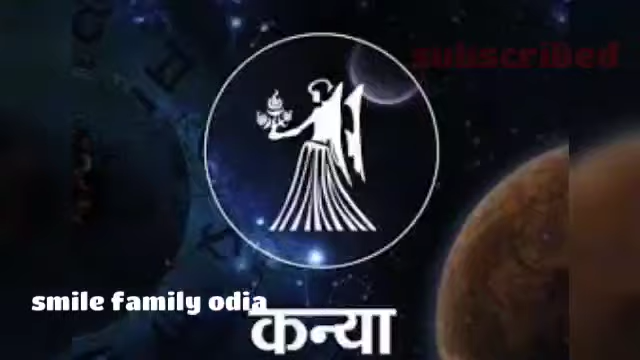 subscribed
smile family odia
कन्या